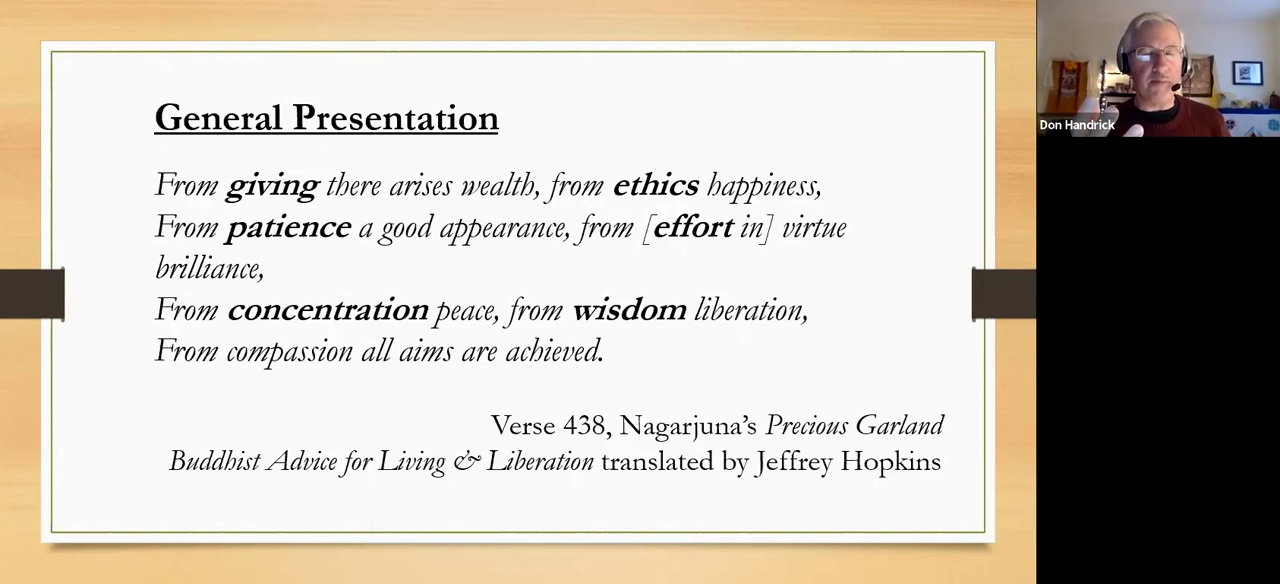 General Presentation
From giving there arises wealth, from ethics happiness,
From patience a good appearance, from [effort in] virtue
brilliance,
From concentration peace, from wisdom liberation,
From compassion all aims are achieved.
Verse 438, Nagarjuna’s Precious Garland
Buddhist Advice for Living & Liberation translated by Jeffrey Hopkins
Don Handrick